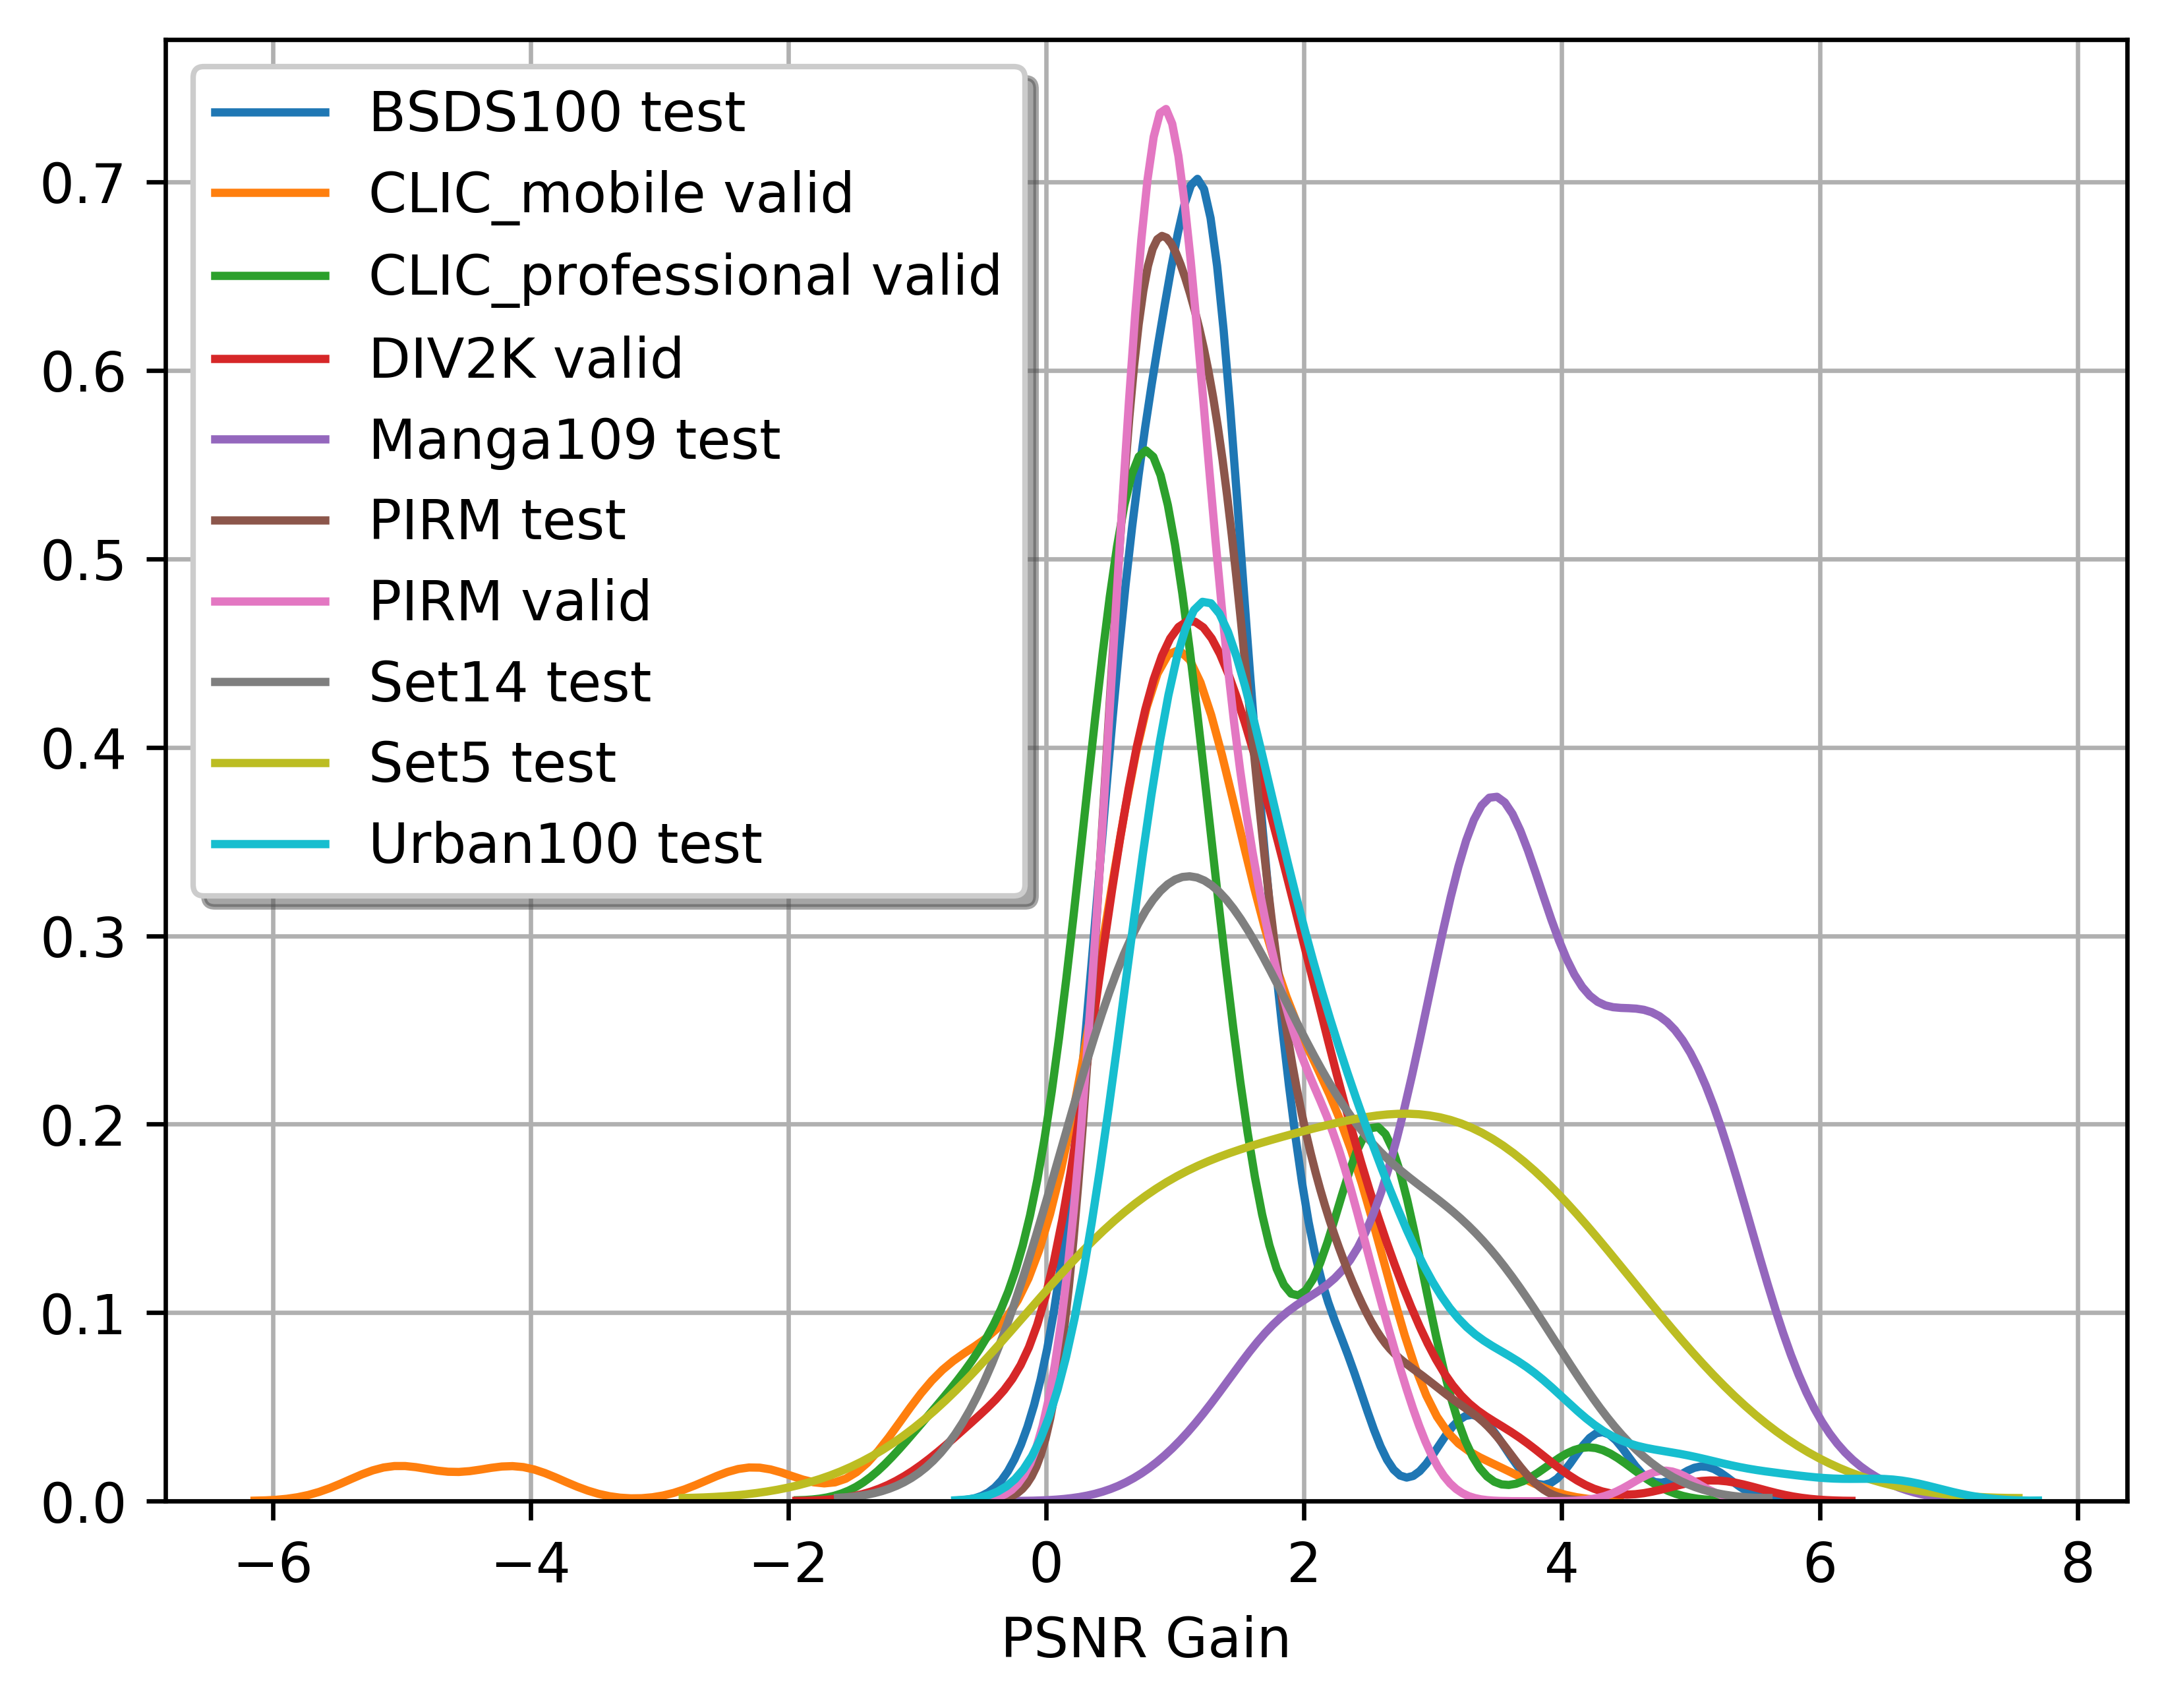 BSDS100 test
CLIC_mobile valid
CLIC_professional valid
DIV2K valid
Manga109 test
PIRM test
PIRM valid
Set14 test
Set5 test
Urban100 test
0.7
0.6
0.5
0.4
0.3
0.2
0.1
0.0
−6 −4 −2 0 2 4 6 8
PSNR Gain